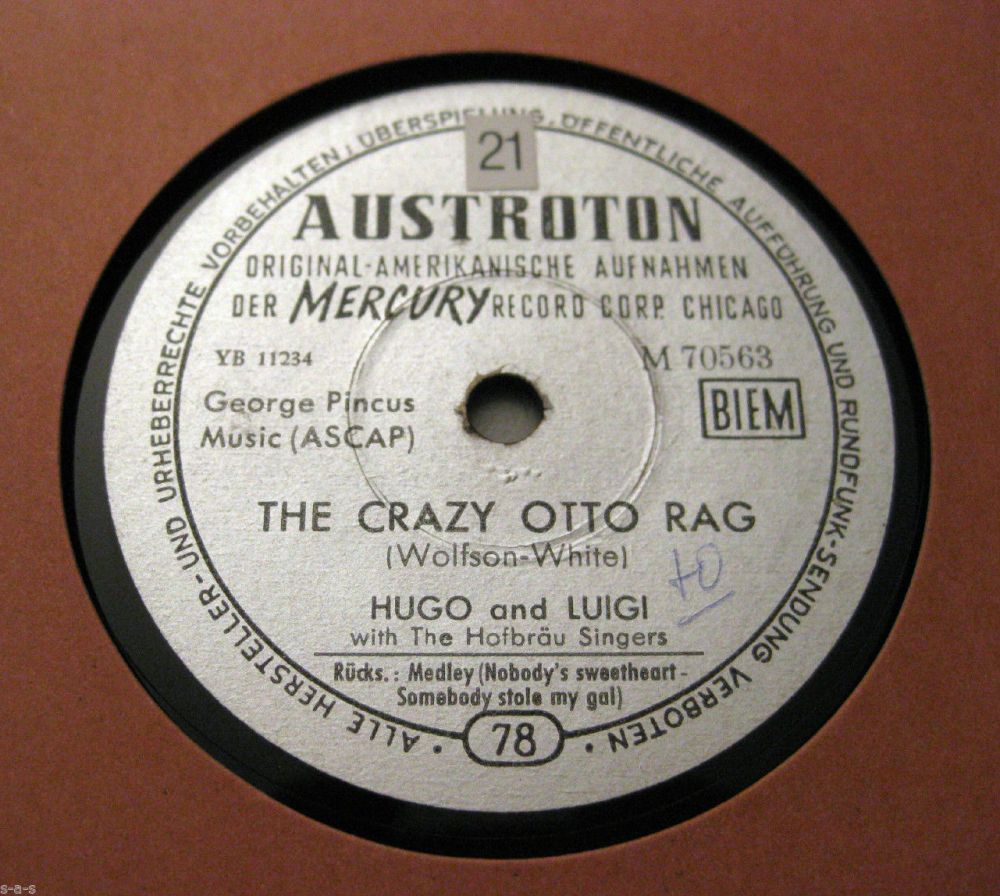 ALLE HERSTELLER- UND URHEBERRECHTE VORBEHALTEN, ÜBERSPIELUNG, ÖFFENTLICHE AUFFÜHRUNG UND RUNDFUNK-SENDUNG VERBOTEN
21
AUSTROTON
ORIGINAL-AMERIKANISCHE AUFNAHMEN
DER MERCURY RECORD CORP. CHICAGO
YB 11234 M 70563
George Pincus
Music (ASCAP)
BIEM
THE CRAZY OTTO RAG
(Wolfson-White)
HUGO and LUIGI
with The Hofbräu Singers
Rücks.: Medley (Nobody's sweetheart -
Somebody stole my gal)
78
s-a-s